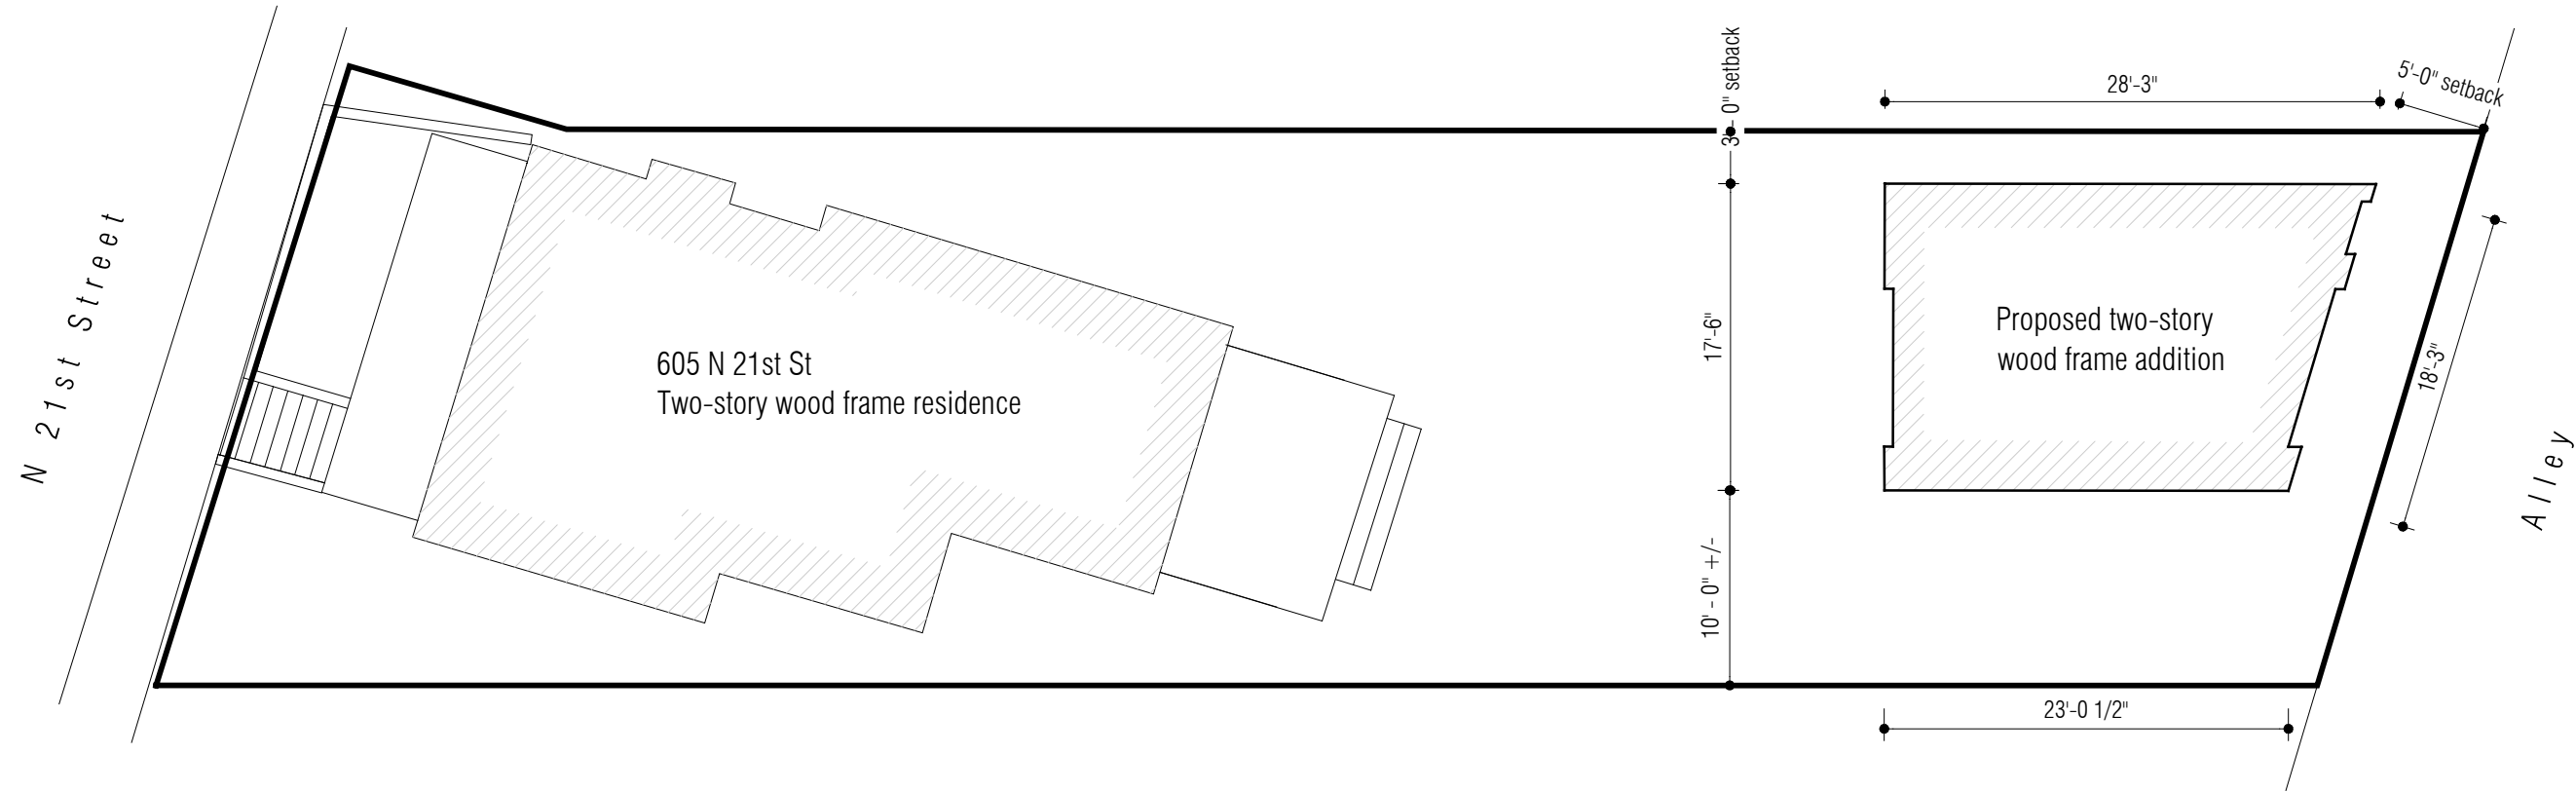 3'- 0" setback
28'-3"
5'-0" setback
N 21st Street
605 N 21st St
Two-story wood frame residence
17'-6"
Proposed two-story
wood frame addition
18'-3"
Alley
10' - 0" +/-
23'-0 1/2"